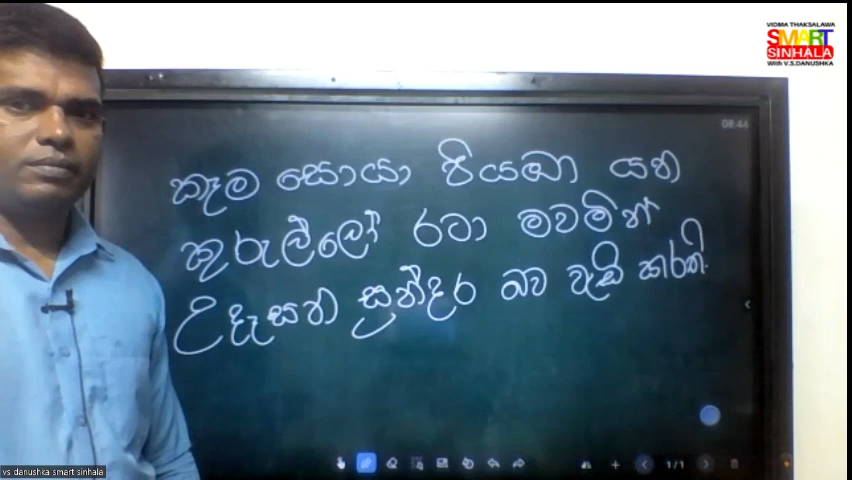 VIDMA THAKSALAWA
SMART
SINHALA
With V.S.DANUSHKA
08:44
කෑම සොයා පියඹා යන
කුරුල්ලෝ රටා මවමින්
උදෑසන සුන්දර බව වැඩි කරති.
1/1
vs danushka smart sinhala